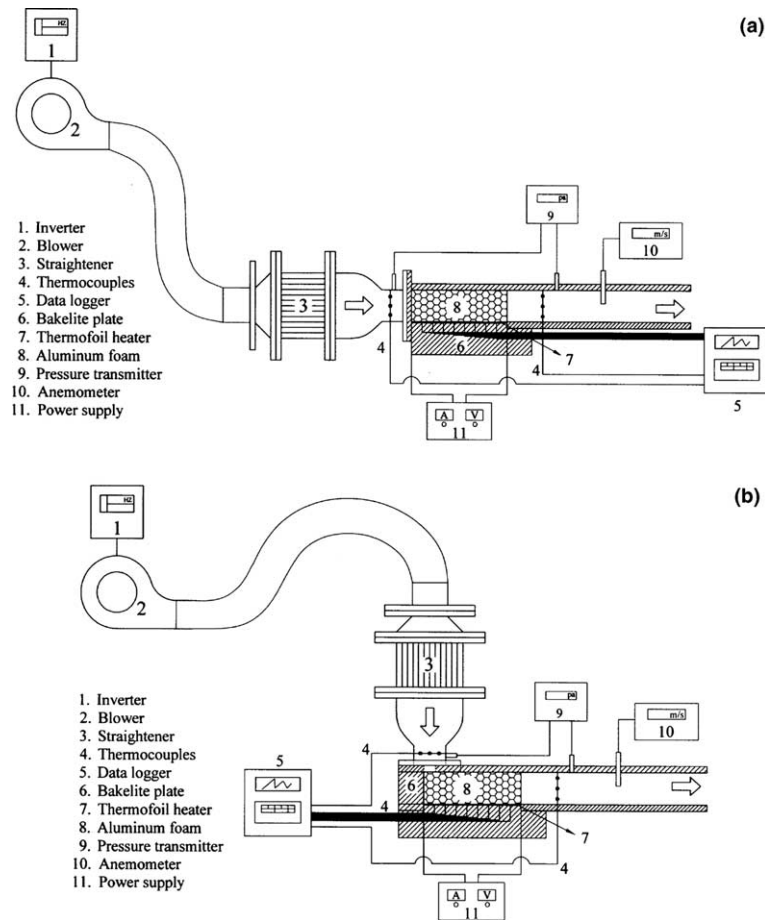 (a)
HZ
1
2
1. Inverter
2. Blower
3. Straightener
4. Thermocouples
5. Data logger
6. Bakelite plate
7. Thermofoil heater
8. Aluminum foam
9. Pressure transmitter
10. Anemometer
11. Power supply
3
4
pa
9
m/s
10
8
6
7
4
A V
11
5
(b)
HZ
1
2
3
1. Inverter
2. Blower
3. Straightener
4. Thermocouples
5. Data logger
6. Bakelite plate
7. Thermofoil heater
8. Aluminum foam
9. Pressure transmitter
10. Anemometer
11. Power supply
4
pa
9
m/s
10
5
6
8
4
7
4
A V
11